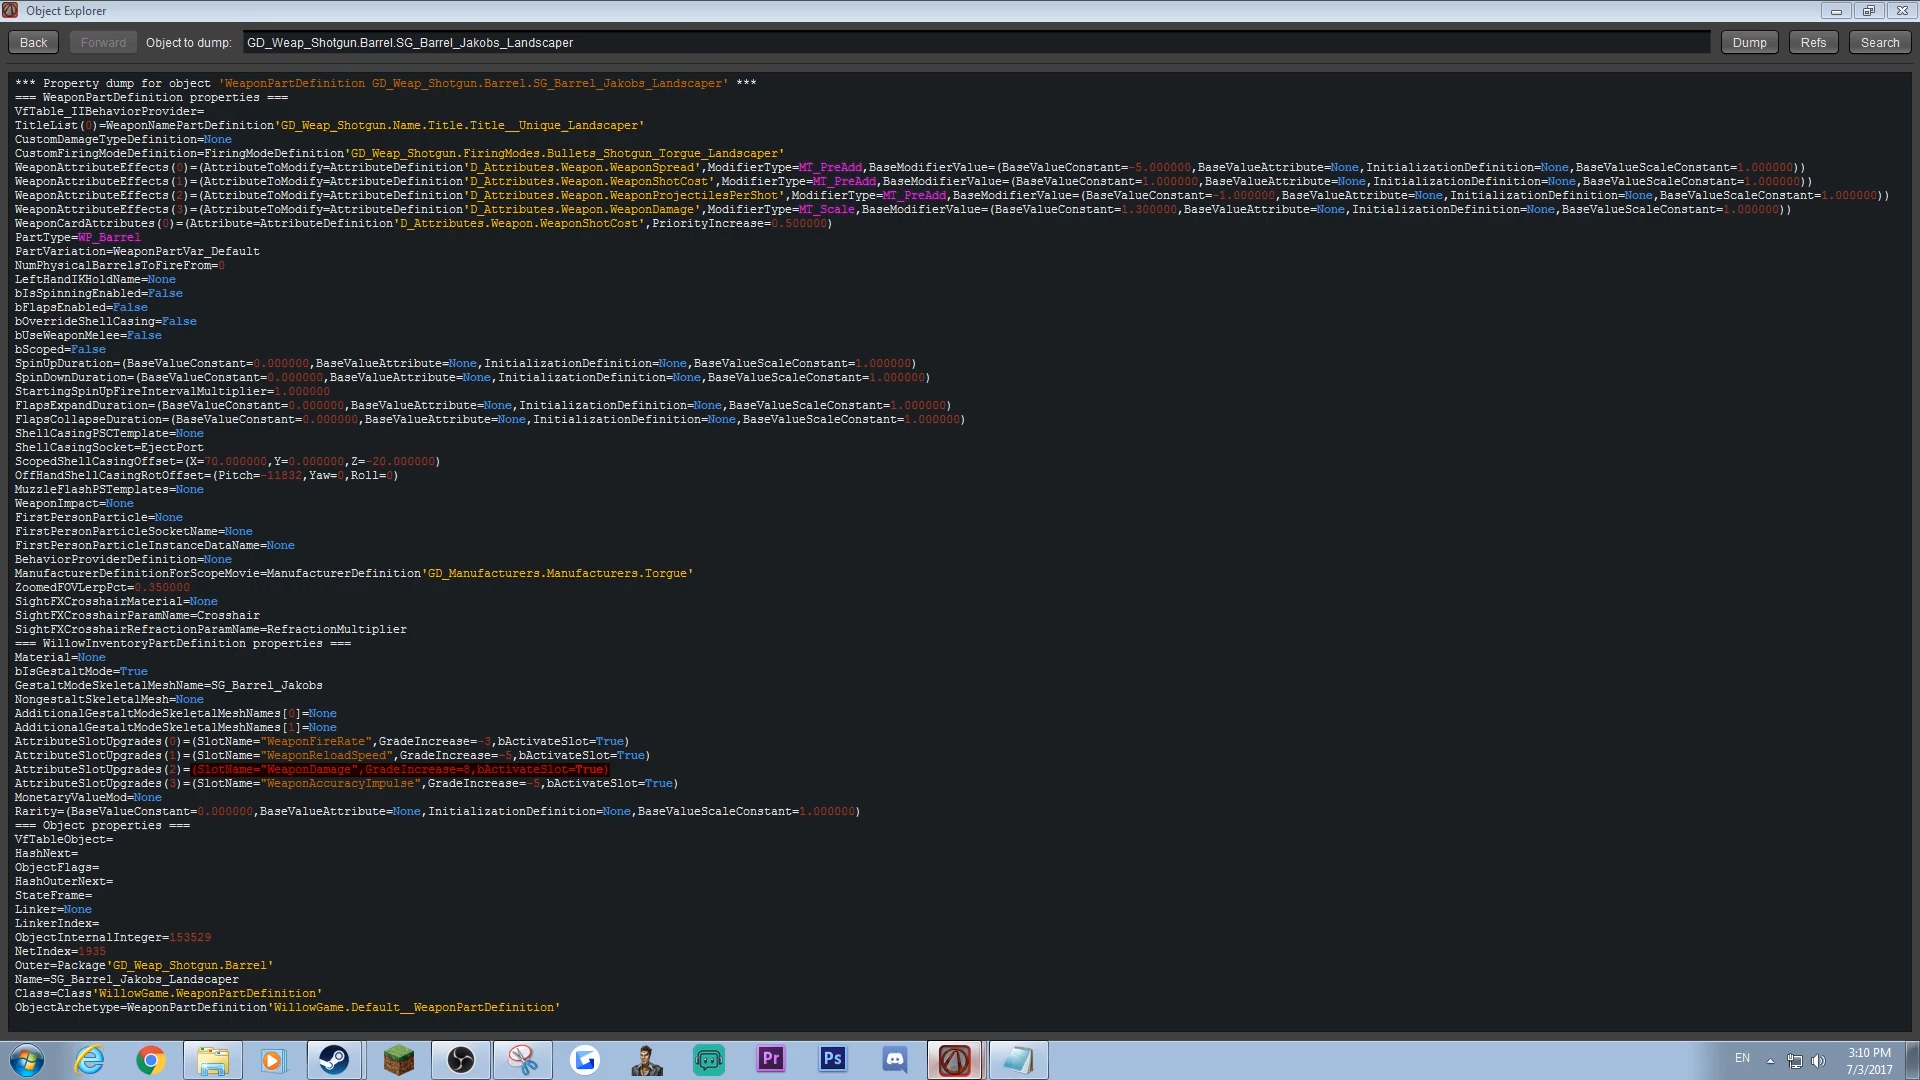 Object Explorer
Back Forward Object to dump: GD_Weap_Shotgun.Barrel.SG_Barrel_Jakobs_Landscaper Dump Refs Search
*** Property dump for object 'WeaponPartDefinition GD_Weap_Shotgun.Barrel.SG_Barrel_Jakobs_Landscaper' ***
=== WeaponPartDefinition properties ===
VfTable_IIBehaviorProvider=
TitleList(0)=WeaponNamePartDefinition'GD_Weap_Shotgun.Name.Title.Title__Unique_Landscaper'
CustomDamageTypeDefinition=None
CustomFiringModeDefinition=FiringModeDefinition'GD_Weap_Shotgun.FiringModes.Bullets_Shotgun_Torgue_Landscaper'
WeaponAttributeEffects(0)=(AttributeToModify=AttributeDefinition'D_Attributes.Weapon.WeaponSpread',ModifierType=MT_PreAdd,BaseModifierValue=(BaseValueConstant=-5.000000,BaseValueAttribute=None,InitializationDefinition=None,BaseValueScaleConstant=1.000000))
WeaponAttributeEffects(1)=(AttributeToModify=AttributeDefinition'D_Attributes.Weapon.WeaponShotCost',ModifierType=MT_PreAdd,BaseModifierValue=(BaseValueConstant=1.000000,BaseValueAttribute=None,InitializationDefinition=None,BaseValueScaleConstant=1.000000))
WeaponAttributeEffects(2)=(AttributeToModify=AttributeDefinition'D_Attributes.Weapon.WeaponProjectilesPerShot',ModifierType=MT_PreAdd,BaseModifierValue=(BaseValueConstant=-1.000000,BaseValueAttribute=None,InitializationDefinition=None,BaseValueScaleConstant=1.000000))
WeaponAttributeEffects(3)=(AttributeToModify=AttributeDefinition'D_Attributes.Weapon.WeaponDamage',ModifierType=MT_Scale,BaseModifierValue=(BaseValueConstant=1.300000,BaseValueAttribute=None,InitializationDefinition=None,BaseValueScaleConstant=1.000000))
WeaponCardAttributes(0)=(Attribute=AttributeDefinition'D_Attributes.Weapon.WeaponShotCost',PriorityIncrease=0.500000)
PartType=WP_Barrel
PartVariation=WeaponPartVar_Default
NumPhysicalBarrelsToFireFrom=0
LeftHandIKHoldName=None
bIsSpinningEnabled=False
bFlapsEnabled=False
bOverrideShellCasing=False
bUseWeaponMelee=False
bScoped=False
SpinUpDuration=(BaseValueConstant=0.000000,BaseValueAttribute=None,InitializationDefinition=None,BaseValueScaleConstant=1.000000)
SpinDownDuration=(BaseValueConstant=0.000000,BaseValueAttribute=None,InitializationDefinition=None,BaseValueScaleConstant=1.000000)
StartingSpinUpFireIntervalMultiplier=1.000000
FlapsExpandDuration=(BaseValueConstant=0.000000,BaseValueAttribute=None,InitializationDefinition=None,BaseValueScaleConstant=1.000000)
FlapsCollapseDuration=(BaseValueConstant=0.000000,BaseValueAttribute=None,InitializationDefinition=None,BaseValueScaleConstant=1.000000)
ShellCasingPSCTemplate=None
ShellCasingSocket=EjectPort
ScopedShellCasingOffset=(X=70.000000,Y=0.000000,Z=-20.000000)
OffHandShellCasingRotOffset=(Pitch=-11832,Yaw=0,Roll=0)
MuzzleFlashPSTemplates=None
WeaponImpact=None
FirstPersonParticle=None
FirstPersonParticleSocketName=None
FirstPersonParticleInstanceDataName=None
BehaviorProviderDefinition=None
ManufacturerDefinitionForScopeMovie=ManufacturerDefinition'GD_Manufacturers.Manufacturers.Torgue'
ZoomedFOVLerpPct=0.350000
SightFXCrosshairMaterial=None
SightFXCrosshairParamName=Crosshair
SightFXCrosshairRefractionParamName=RefractionMultiplier
=== WillowInventoryPartDefinition properties ===
Material=None
bIsGestaltMode=True
GestaltModeSkeletalMeshName=SG_Barrel_Jakobs
NongestaltSkeletalMesh=None
AdditionalGestaltModeSkeletalMeshNames[0]=None
AdditionalGestaltModeSkeletalMeshNames[1]=None
AttributeSlotUpgrades(0)=(SlotName="WeaponFireRate",GradeIncrease=-3,bActivateSlot=True)
AttributeSlotUpgrades(1)=(SlotName="WeaponReloadSpeed",GradeIncrease=-5,bActivateSlot=True)
AttributeSlotUpgrades(2)=(SlotName="WeaponDamage",GradeIncrease=8,bActivateSlot=True)
AttributeSlotUpgrades(3)=(SlotName="WeaponAccuracyImpulse",GradeIncrease=-5,bActivateSlot=True)
MonetaryValueMod=None
Rarity=(BaseValueConstant=0.000000,BaseValueAttribute=None,InitializationDefinition=None,BaseValueScaleConstant=1.000000)
=== Object properties ===
VfTableObject=
HashNext=
ObjectFlags=
HashOuterNext=
StateFrame=
Linker=None
LinkerIndex=
ObjectInternalInteger=153529
NetIndex=1935
Outer=Package'GD_Weap_Shotgun.Barrel'
Name=SG_Barrel_Jakobs_Landscaper
Class=Class'WillowGame.WeaponPartDefinition'
ObjectArchetype=WeaponPartDefinition'WillowGame.Default__WeaponPartDefinition'
Pr Ps EN 3:10 PM
7/3/2017